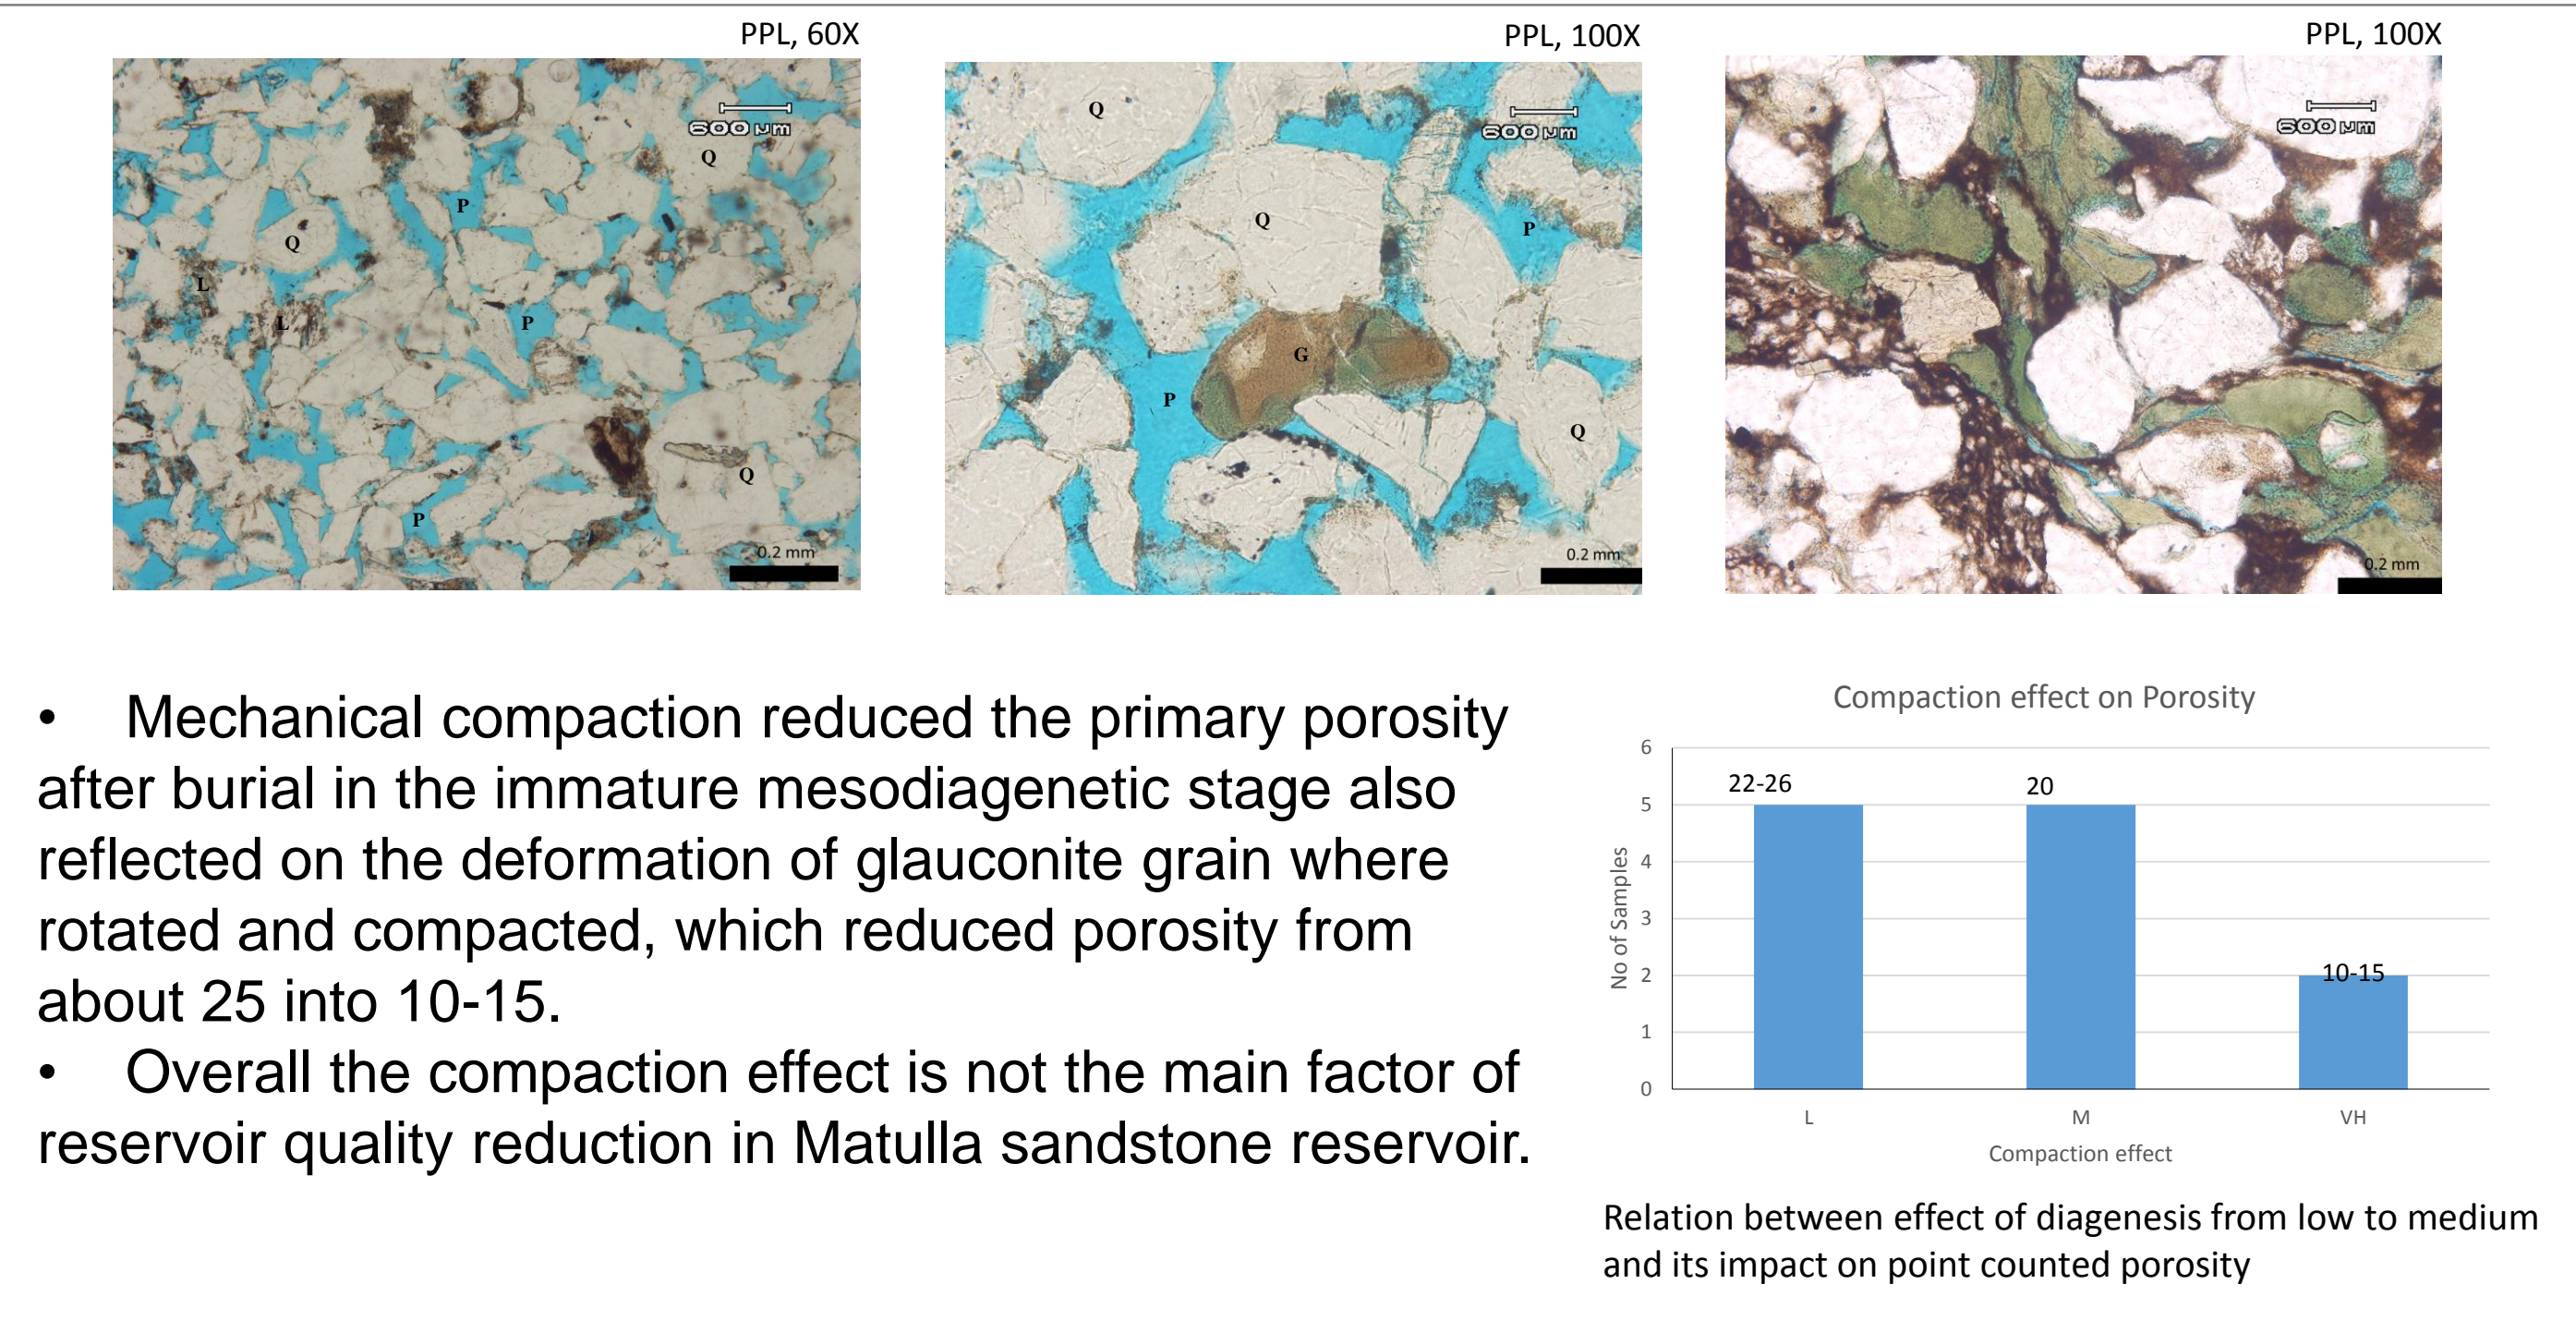 PPL, 60X
PPL, 100X
PPL, 100X
600 µm
Q
P
Q
L
L
P
Q
P
0.2 mm
Q
600 µm
Q
P
G
P
Q
0.2 mm
600 µm
0.2 mm
• Mechanical compaction reduced the primary porosity
after burial in the immature mesodiagenetic stage also
reflected on the deformation of glauconite grain where
rotated and compacted, which reduced porosity from
about 25 into 10-15.
• Overall the compaction effect is not the main factor of
reservoir quality reduction in Matulla sandstone reservoir.
Compaction effect on Porosity
No of Samples
6
5
4
3
2
1
0
22-26
20
10-15
L
M
VH
Compaction effect
Relation between effect of diagenesis from low to medium
and its impact on point counted porosity